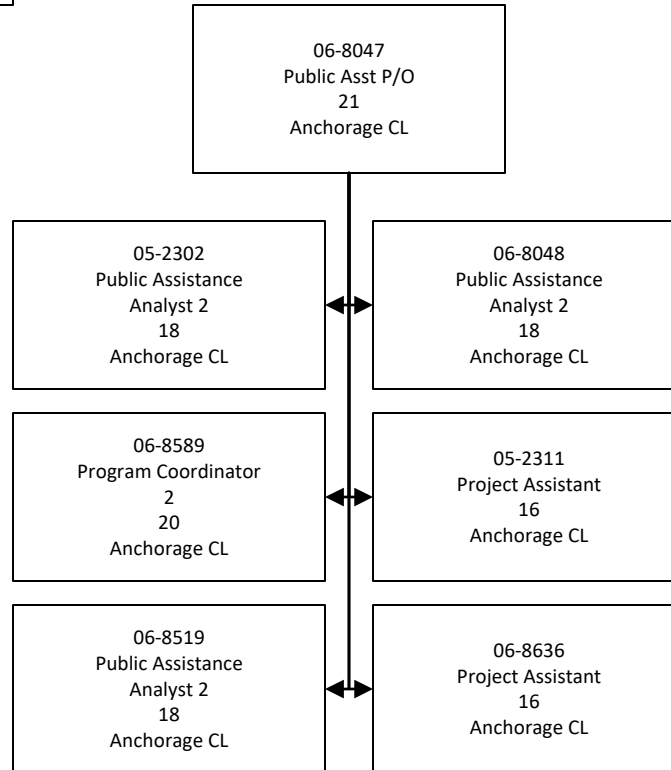 06-8047
Public Asst P/O
21
Anchorage CL
05-2302
Public Assistance
Analyst 2
18
Anchorage CL
06-8048
Public Assistance
Analyst 2
18
Anchorage CL
06-8589
Program Coordinator
2
20
Anchorage CL
05-2311
Project Assistant
16
Anchorage CL
06-8519
Public Assistance
Analyst 2
18
Anchorage CL
06-8636
Project Assistant
16
Anchorage CL